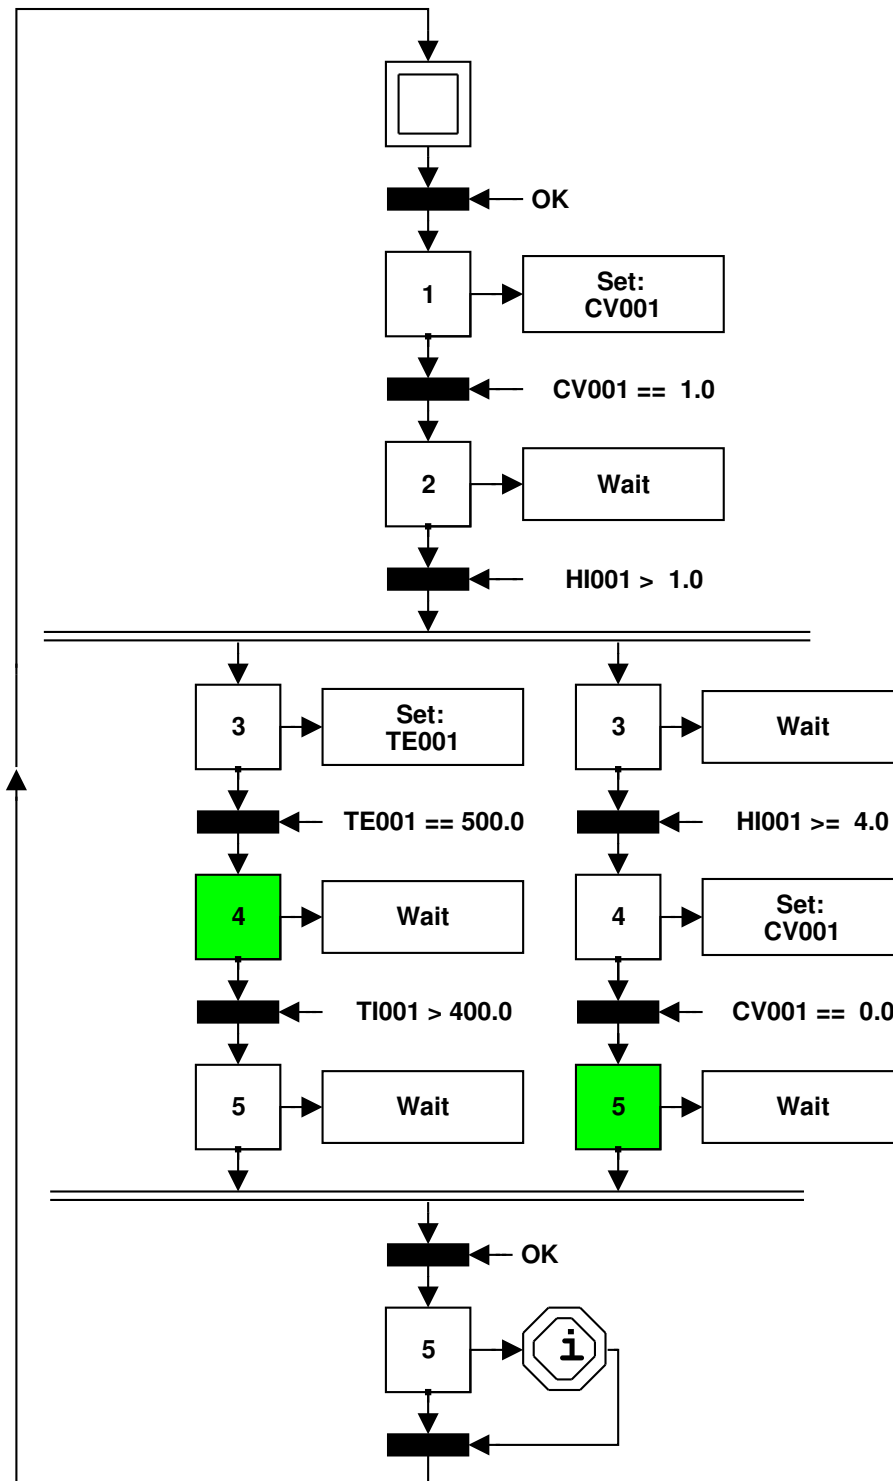 OK
1
Set:
CV001
CV001 == 1.0
2
Wait
HI001 > 1.0
3
Set:
TE001
3
Wait
TE001 == 500.0
HI001 >= 4.0
4
Wait
4
Set:
CV001
TI001 > 400.0
CV001 == 0.0
5
Wait
5
Wait
OK
5
i